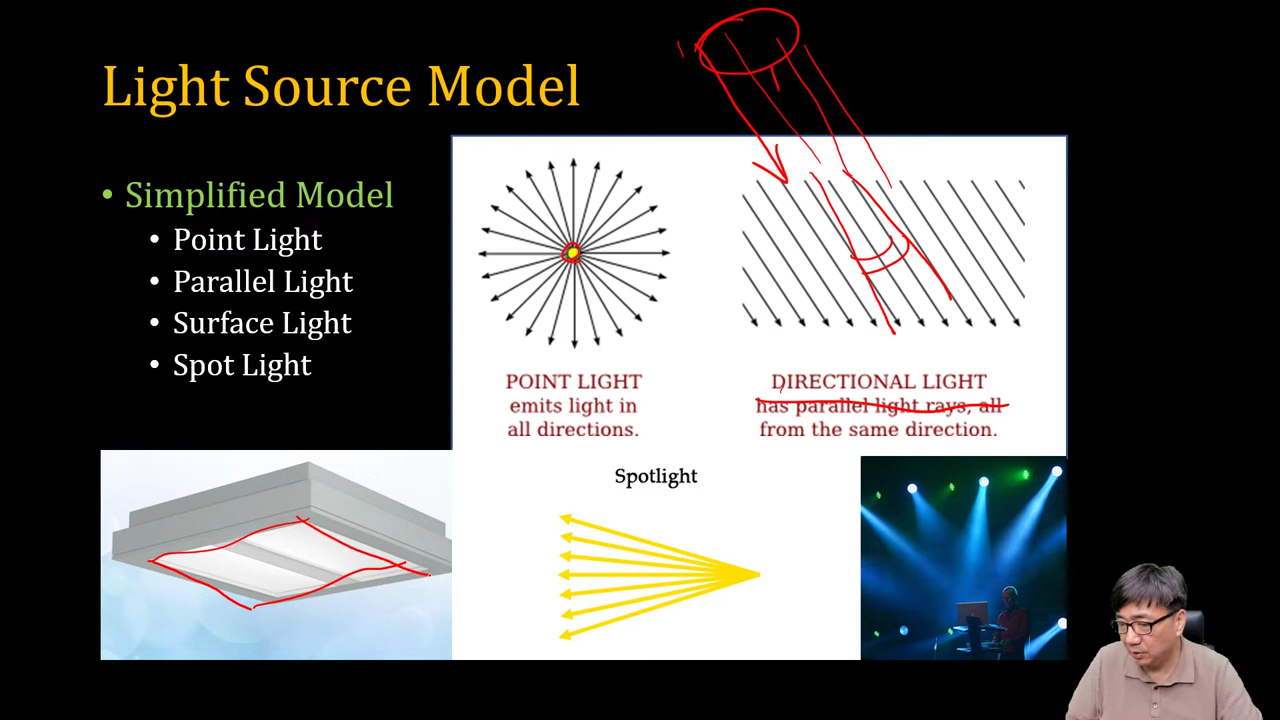 Light Source Model
• Simplified Model
• Point Light
• Parallel Light
• Surface Light
• Spot Light
POINT LIGHT
emits light in
all directions.
DIRECTIONAL LIGHT
has parallel light rays, all
from the same direction.
Spotlight